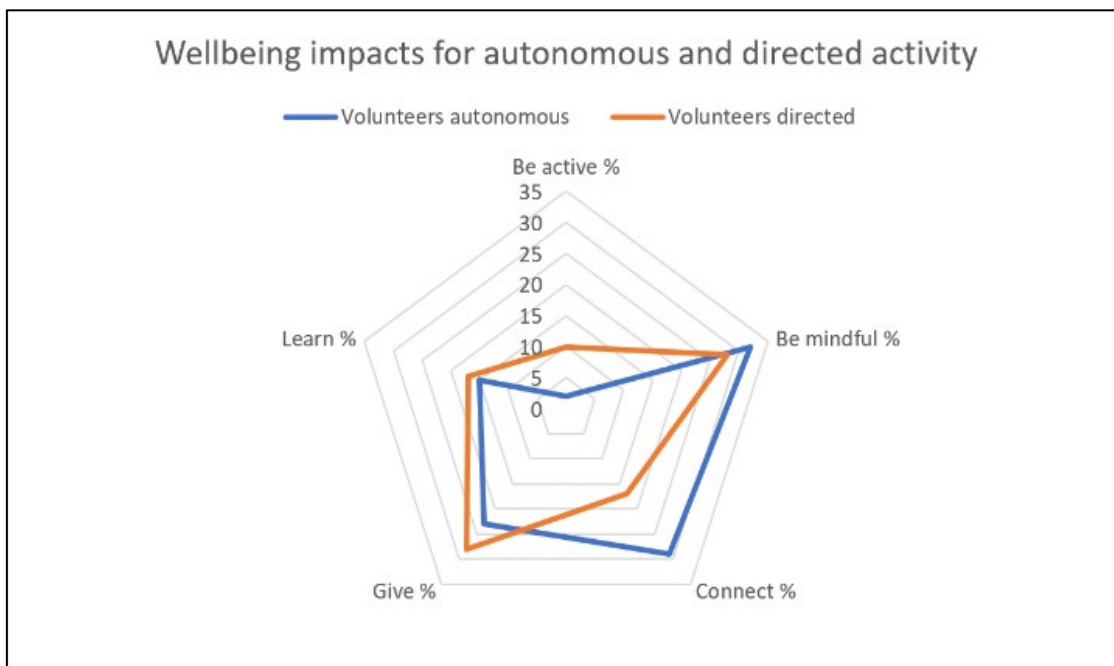 Wellbeing impacts for autonomous and directed activity
Volunteers autonomous Volunteers directed
Be active %
35
30
25
20
15
10
5
0
Learn %
Be mindful %
Give %
Connect %